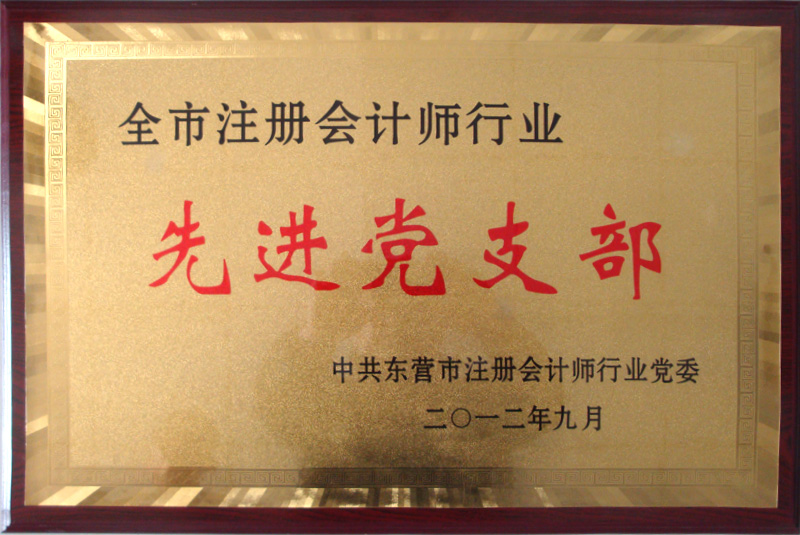 全市注册会计师行业
先进党支部
中共东营市注册会计师行业党委
二〇一二年九月